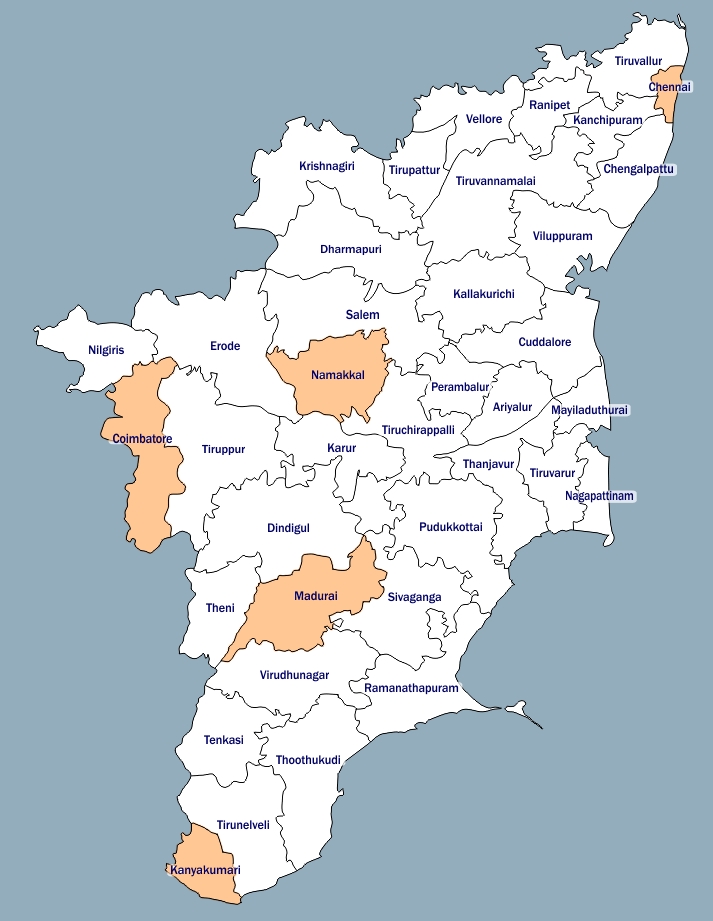 Tiruvallur
Chennai
Ranipet
Vellore
Kanchipuram
Krishnagiri
Tirupattur
Chengalpattu
Tiruvannamalai
Viluppuram
Dharmapuri
Kallakurichi
Salem
Cuddalore
Erode
Nilgiris
Namakkal
Perambalur
Ariyalur
Mayiladuthurai
Coimbatore
Tiruchirappalli
Tiruppur
Karur
Thanjavur
Tiruvarur
Nagapattinam
Dindigul
Pudukkottai
Madurai
Sivaganga
Theni
Virudhunagar
Ramanathapuram
Tenkasi
Thoothukudi
Tirunelveli
Kanyakumari